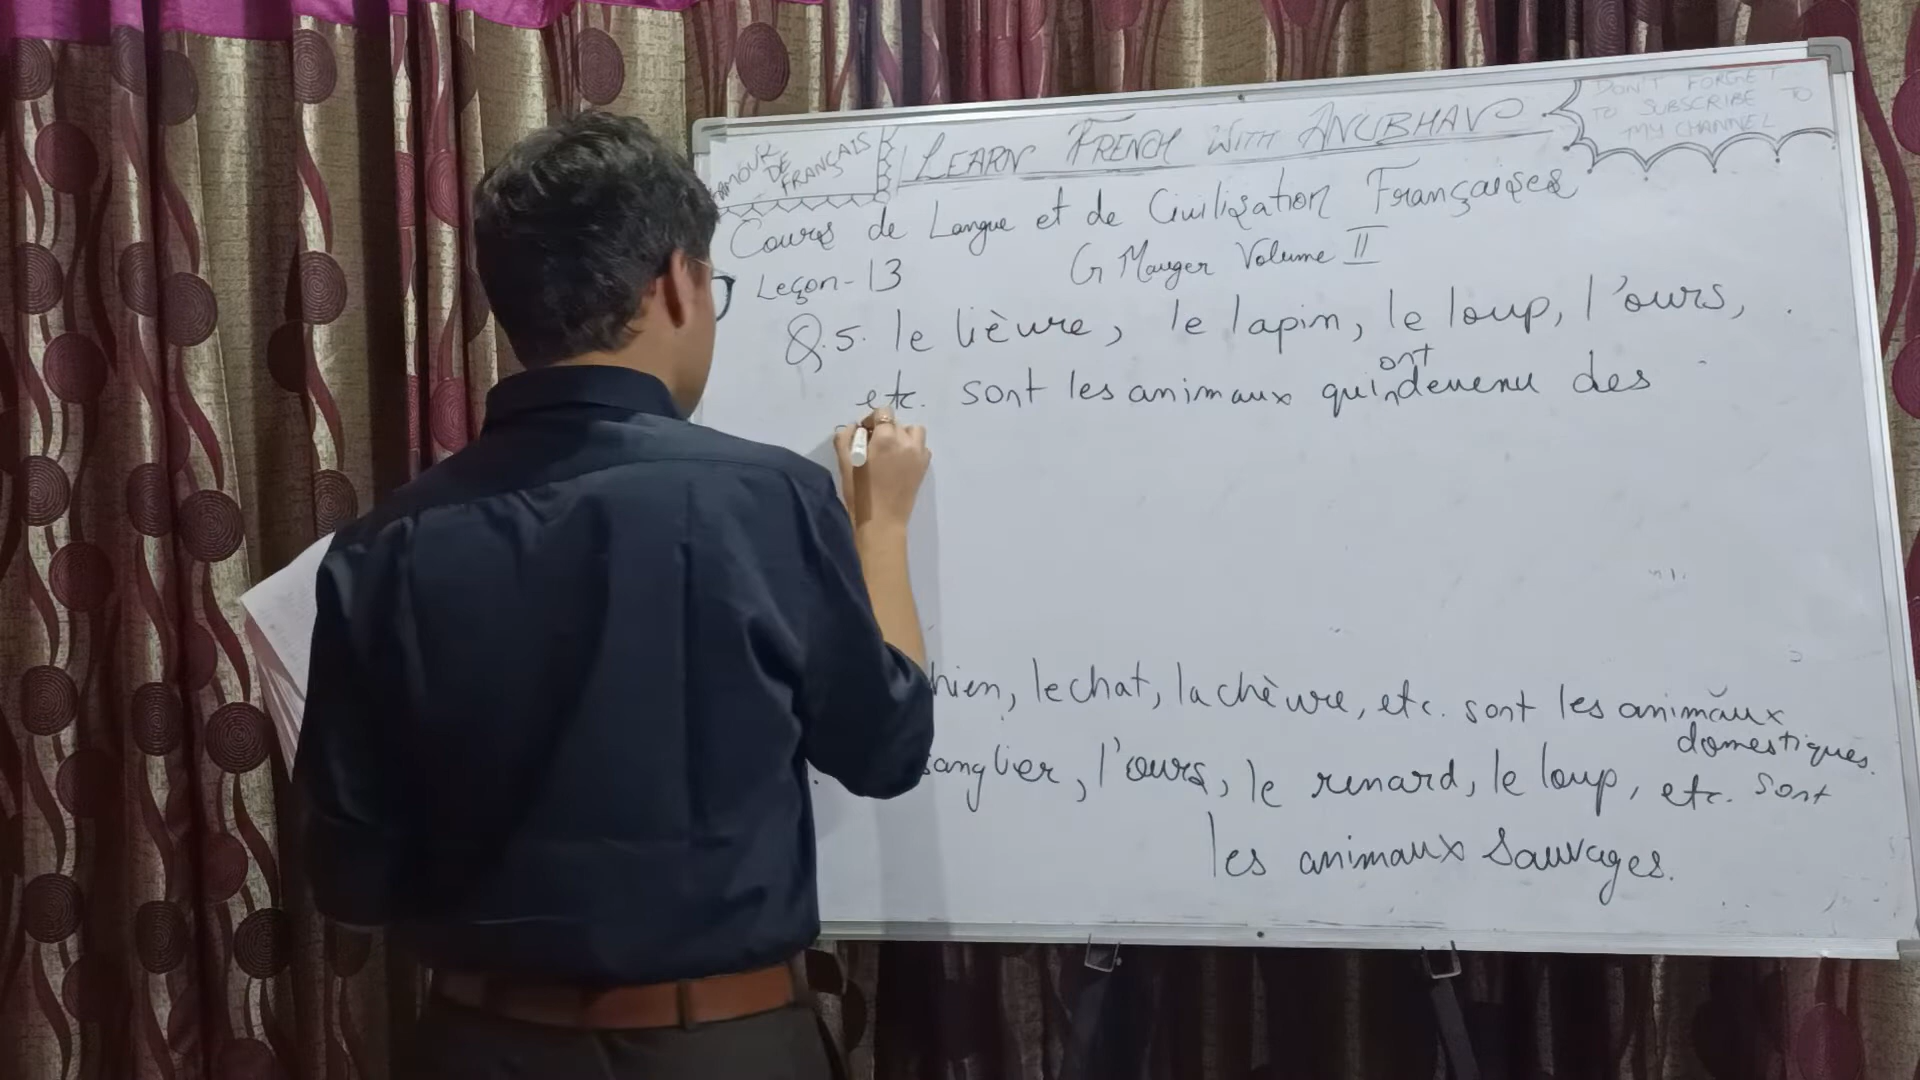 AMOUR
DE
FRANÇAIS
LEARN FRENCH WITH ANUBHAV
DON'T FORGET
TO SUBSCRIBE TO
MY CHANNEL
Cours de Langue et de Civilisation Françaises
G Mauger Volume II
Leçon-13
Q.5. le lièvre, le lapin, le loup, l'ours,
etc. sont les animaux qui ont devenu des
hien, le chat, la chèvre, etc. sont les animaux
domestiques.
sanglier, l'ours, le renard, le loup, etc. sont
les animaux sauvages.